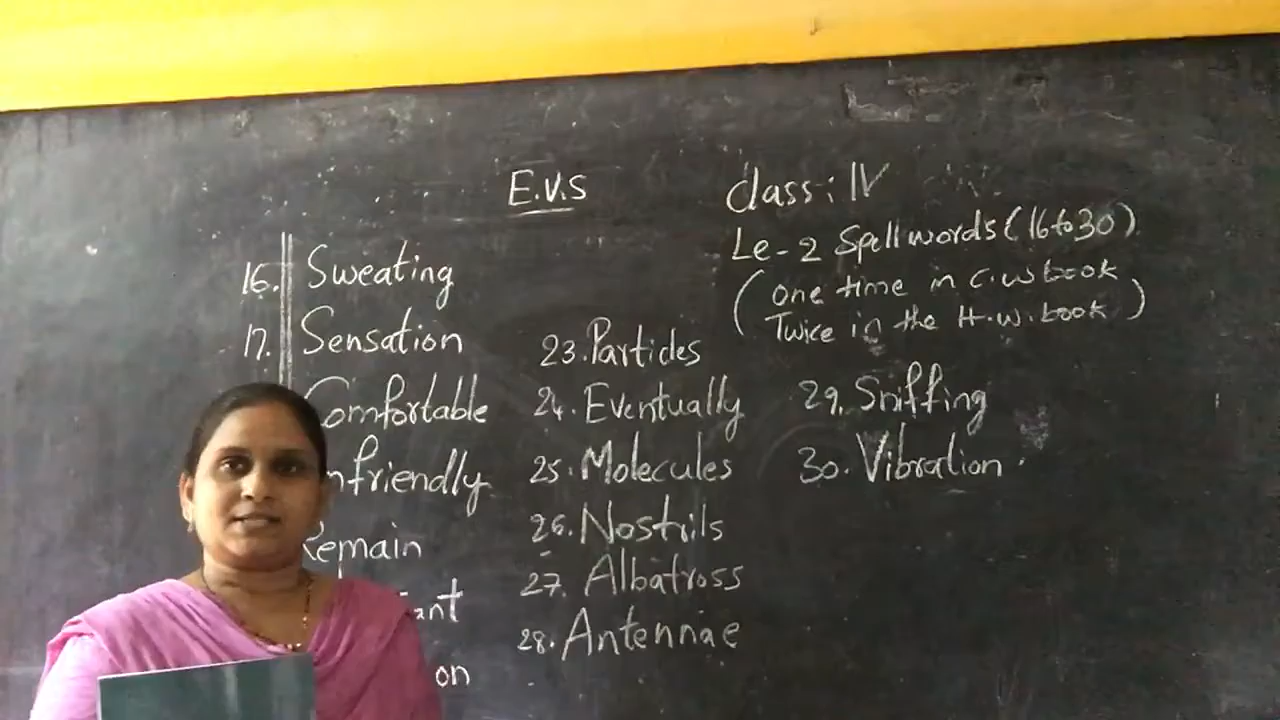 E.V.S
Class: IV
Le-2 Spell words (16 to 30)
(One time in C.W book
Twice in the H.W. book)
16. Sweating
17. Sensation
Comfortable
nfriendly
Remain
ant
on
23. Particles
24. Eventually
25. Molecules
26. Nostrils
27. Albatross
28. Antennae
29. Sniffing
30. Vibration.